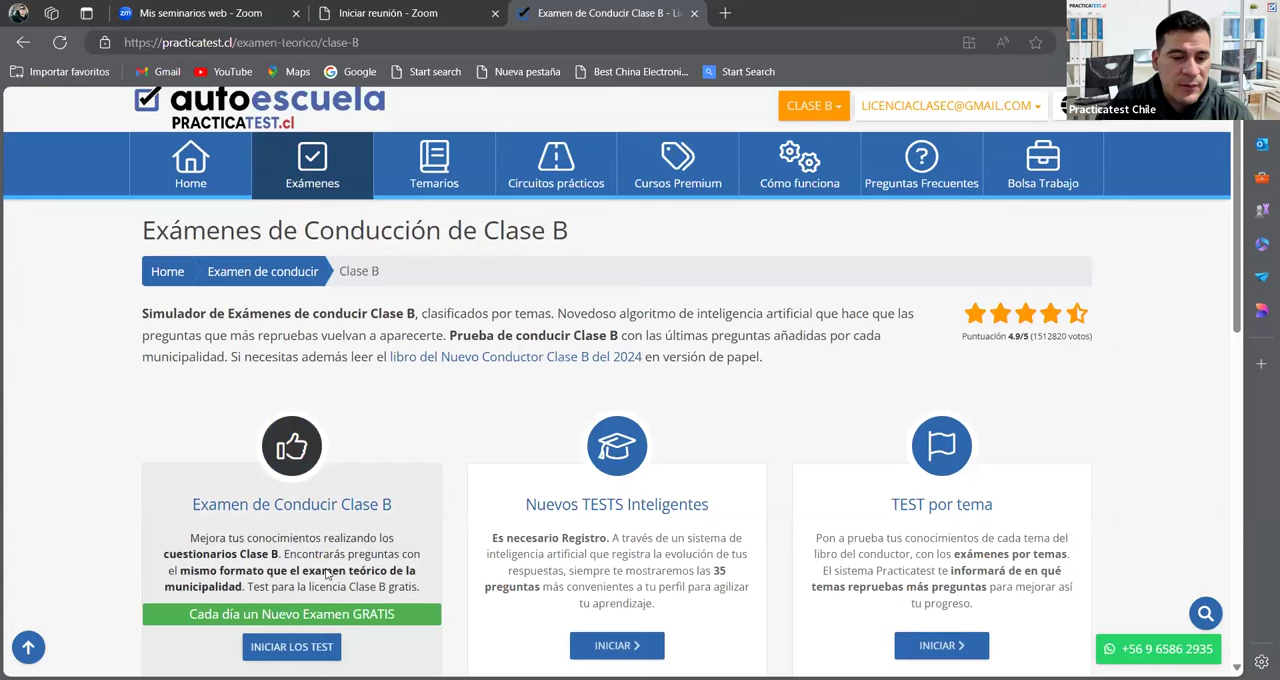 Mis seminarios web - Zoom
Iniciar reunión - Zoom
Examen de Conducir Clase B - Li
https://practicatest.cl/examen-teorico/clase-B
Importar favoritos
Gmail
YouTube
Maps
Google
Start search
Nueva pestaña
Best China Electroni...
Start Search
PRACTICATEST.cl
Practicatest Chile
autoescuela
PRACTICATEST.cl
CLASE B
LICENCIACLASEC@GMAIL.COM
Home
Exámenes
Temarios
Circuitos prácticos
Cursos Premium
Cómo funciona
Preguntas Frecuentes
Bolsa Trabajo
Exámenes de Conducción de Clase B
Home
Examen de conducir
Clase B
Simulador de Exámenes de conducir Clase B, clasificados por temas. Novedoso algoritmo de inteligencia artificial que hace que las
preguntas que más reprueba vuelvan a aparecerte. Prueba de conducir Clase B con las últimas preguntas añadidas por cada
municipalidad. Si necesitas además leer el libro del Nuevo Conductor Clase B del 2024 en versión de papel.
Puntuación 4.9/5 (1512820 votos)
Examen de Conducir Clase B
Mejora tus conocimientos realizando los
cuestionarios Clase B. Encontrarás preguntas con
el mismo formato que el examen teórico de la
municipalidad. Test para la licencia Clase B gratis.
Cada día un Nuevo Examen GRATIS
INICIAR LOS TEST
Nuevos TESTS Inteligentes
Es necesario Registro. A través de un sistema de
inteligencia artificial que registra la evolución de tus
respuestas, siempre te mostraremos las 35
preguntas más convenientes a tu perfil para agilizar
tu aprendizaje.
INICIAR
TEST por tema
Pon a prueba tus conocimientos de cada tema del
libro del conductor, con los exámenes por temas.
El sistema Practicatest te informará de en qué
temas repruebas más preguntas para mejorar así
tu progreso.
INICIAR
+56 9 6586 2935